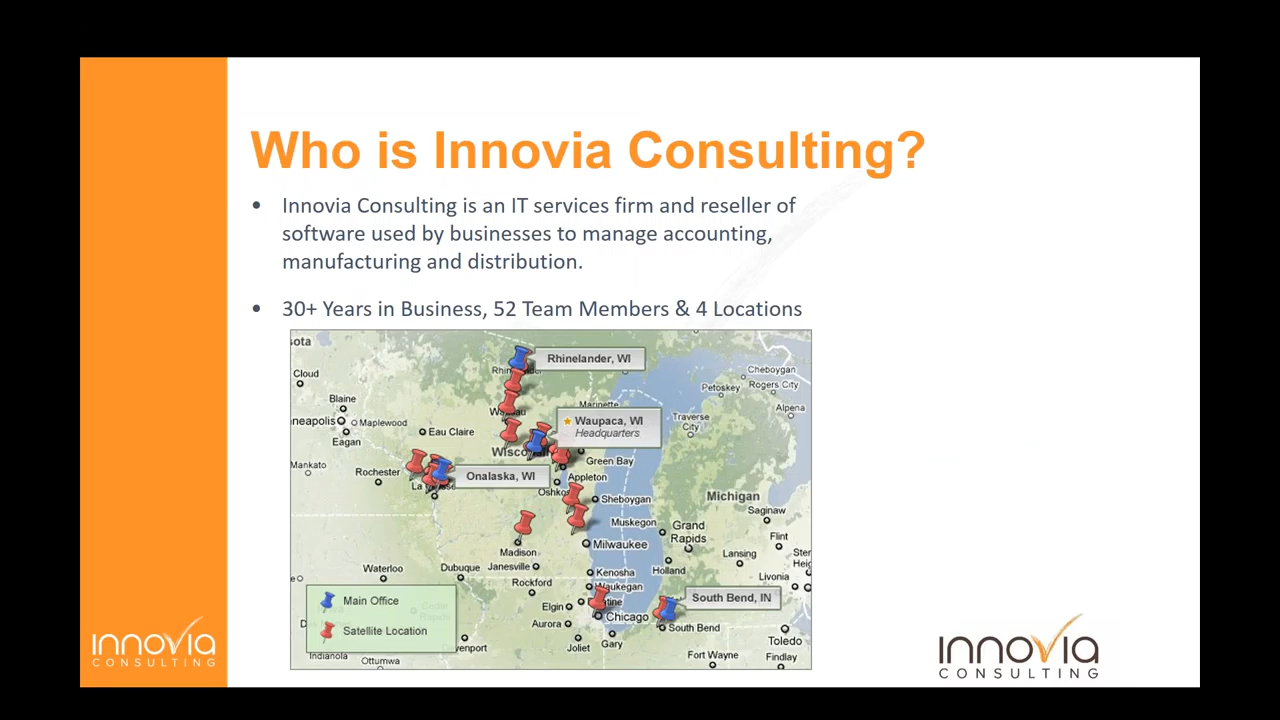 Who is Innovia Consulting?
• Innovia Consulting is an IT services firm and reseller of
software used by businesses to manage accounting,
manufacturing and distribution.
• 30+ Years in Business, 52 Team Members & 4 Locations
Rhinelander, WI
Cheboygan
Cloud
Petoskey
Rogers City
Blaine
Marinette
Alpena
neapolis
Maplewood
Waupaca, WI
Headquarters
Traverse
City
Eagan
Eau Claire
Mankato
Rochester
Green Bay
Onalaska, WI
Appleton
Sheboygan
Michigan
Saginaw
Muskegon
Grand
Rapids
Flint
Milwaukee
Madison
Lansing
Janesville
Waterloo
Dubuque
Kenosha
Holland
Livonia
Rockford
Waukegan
Main Office
Elgin
South Bend, IN
Satellite Location
Aurora
Chicago
South Bend
Toledo
Joliet
Gary
Indianola
Ottumwa
Fort Wayne
Findlay
INNOVIA
CONSULTING
INNOVIA
CONSULTING